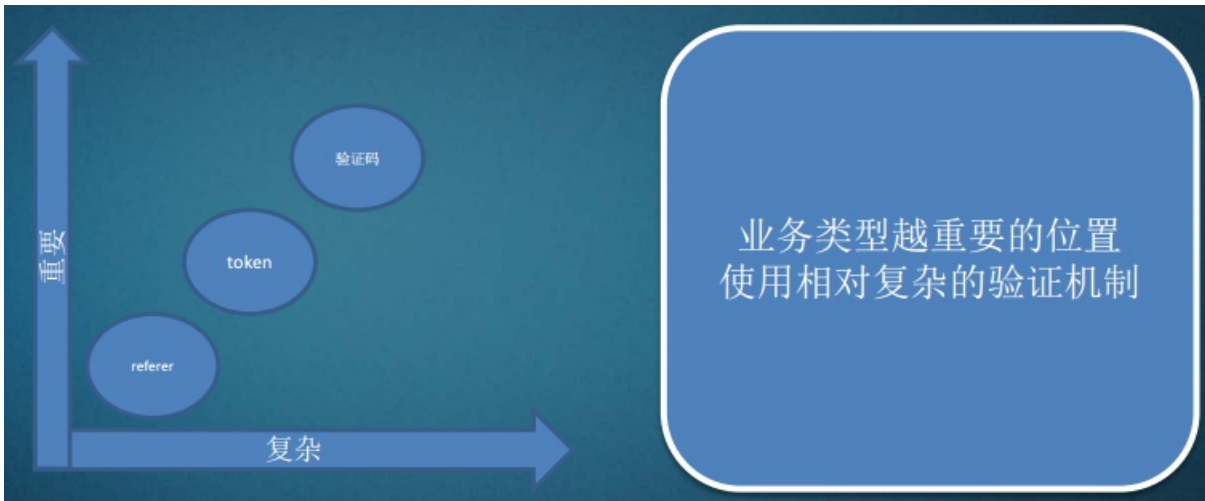 重要
验证码
token
referer
复杂
业务类型越重要的位置
使用相对复杂的验证机制